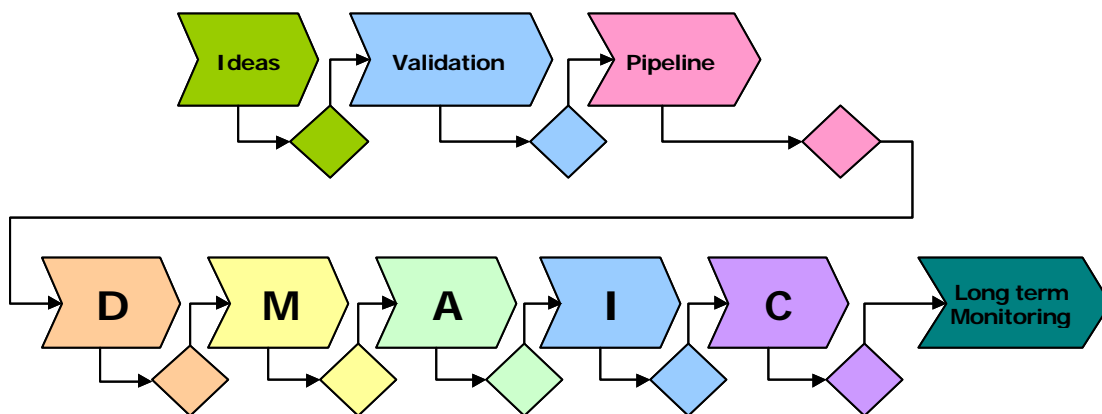 Ideas
Validation
Pipeline
D
M
A
I
C
Long term
Monitoring